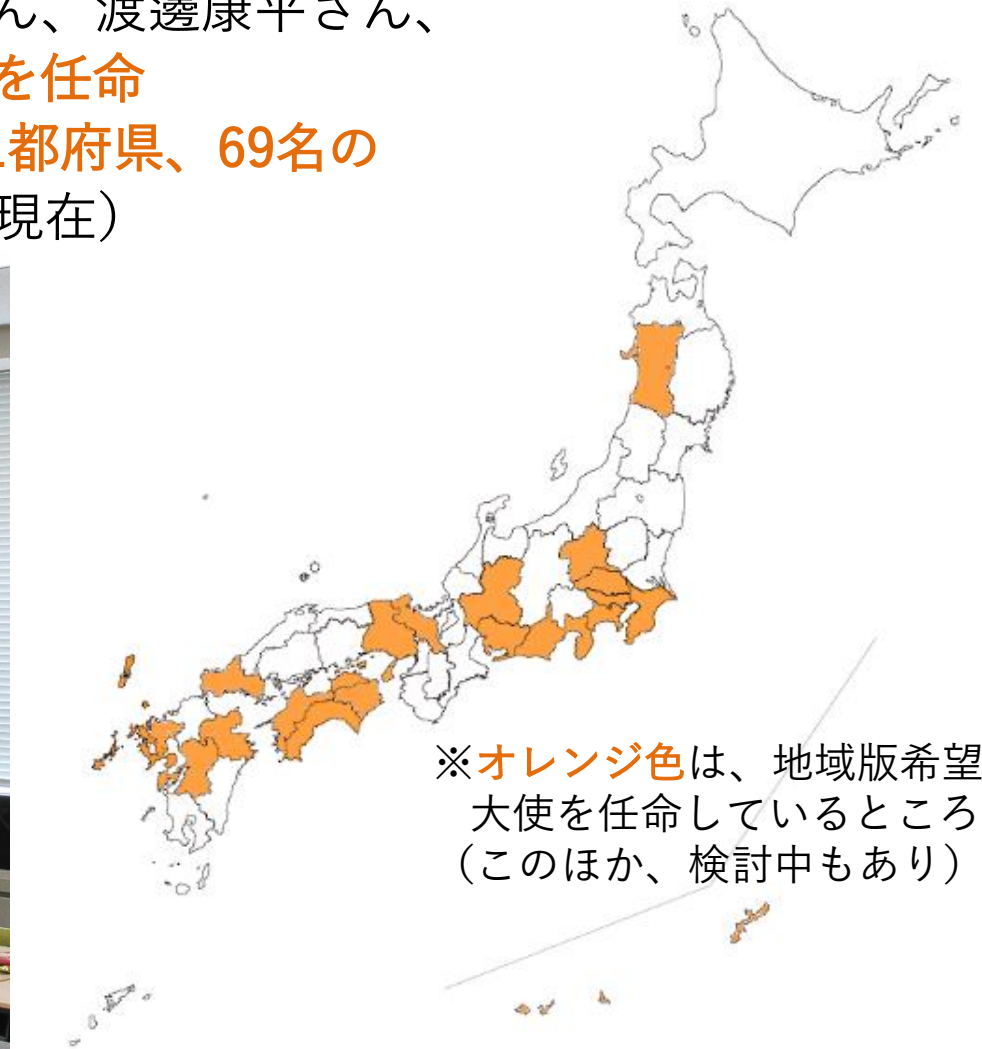 ん、渡邊康平さん、
を任命
都府県、69名の
現在）
※オレンジ色は、地域版希望
大使を任命しているところ
（このほか、検討中もあり）